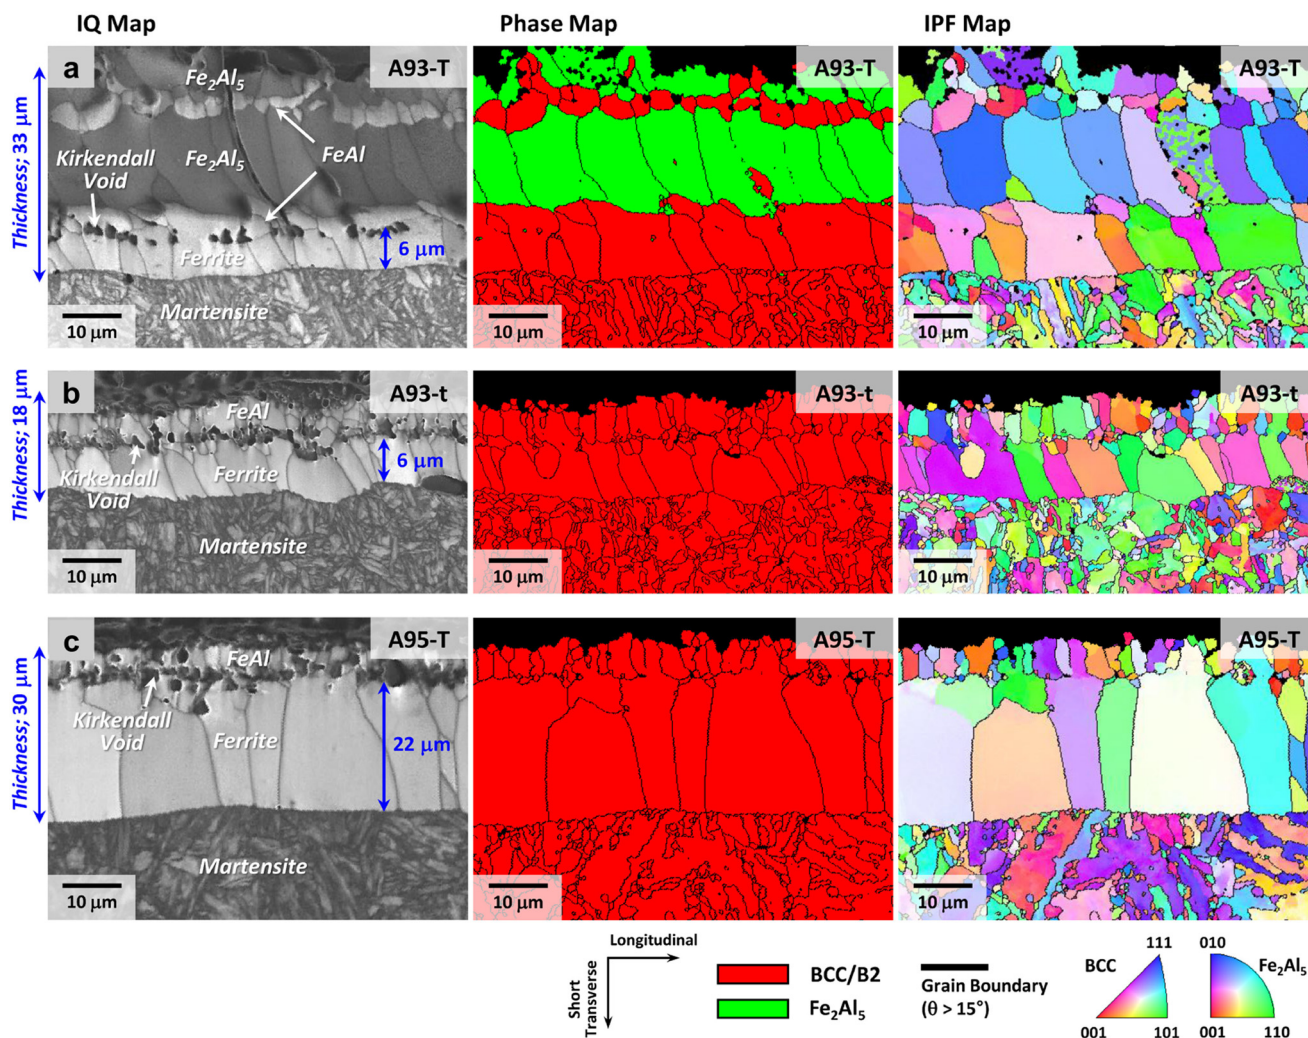 IQ Map
Phase Map
IPF Map
a
A93-T
Fe₂Al₅
Fe₂Al₅
FeAl
Kirkendall
Void
Ferrite
6 μm
Martensite
10 μm
Thickness; 33 μm
A93-T
10 μm
A93-T
10 μm
b
A93-t
FeAl
Kirkendall
Void
Ferrite
6 μm
Martensite
10 μm
Thickness; 18 μm
A93-t
10 μm
A93-t
10 μm
c
A95-T
FeAl
Kirkendall
Void
Ferrite
22 μm
Martensite
10 μm
Thickness; 30 μm
A95-T
10 μm
A95-T
10 μm
Longitudinal
Short
Transverse
BCC/B2
Fe₂Al₅
Grain Boundary
(θ > 15°)
BCC
111
001
101
010
Fe₂Al₅
001
110